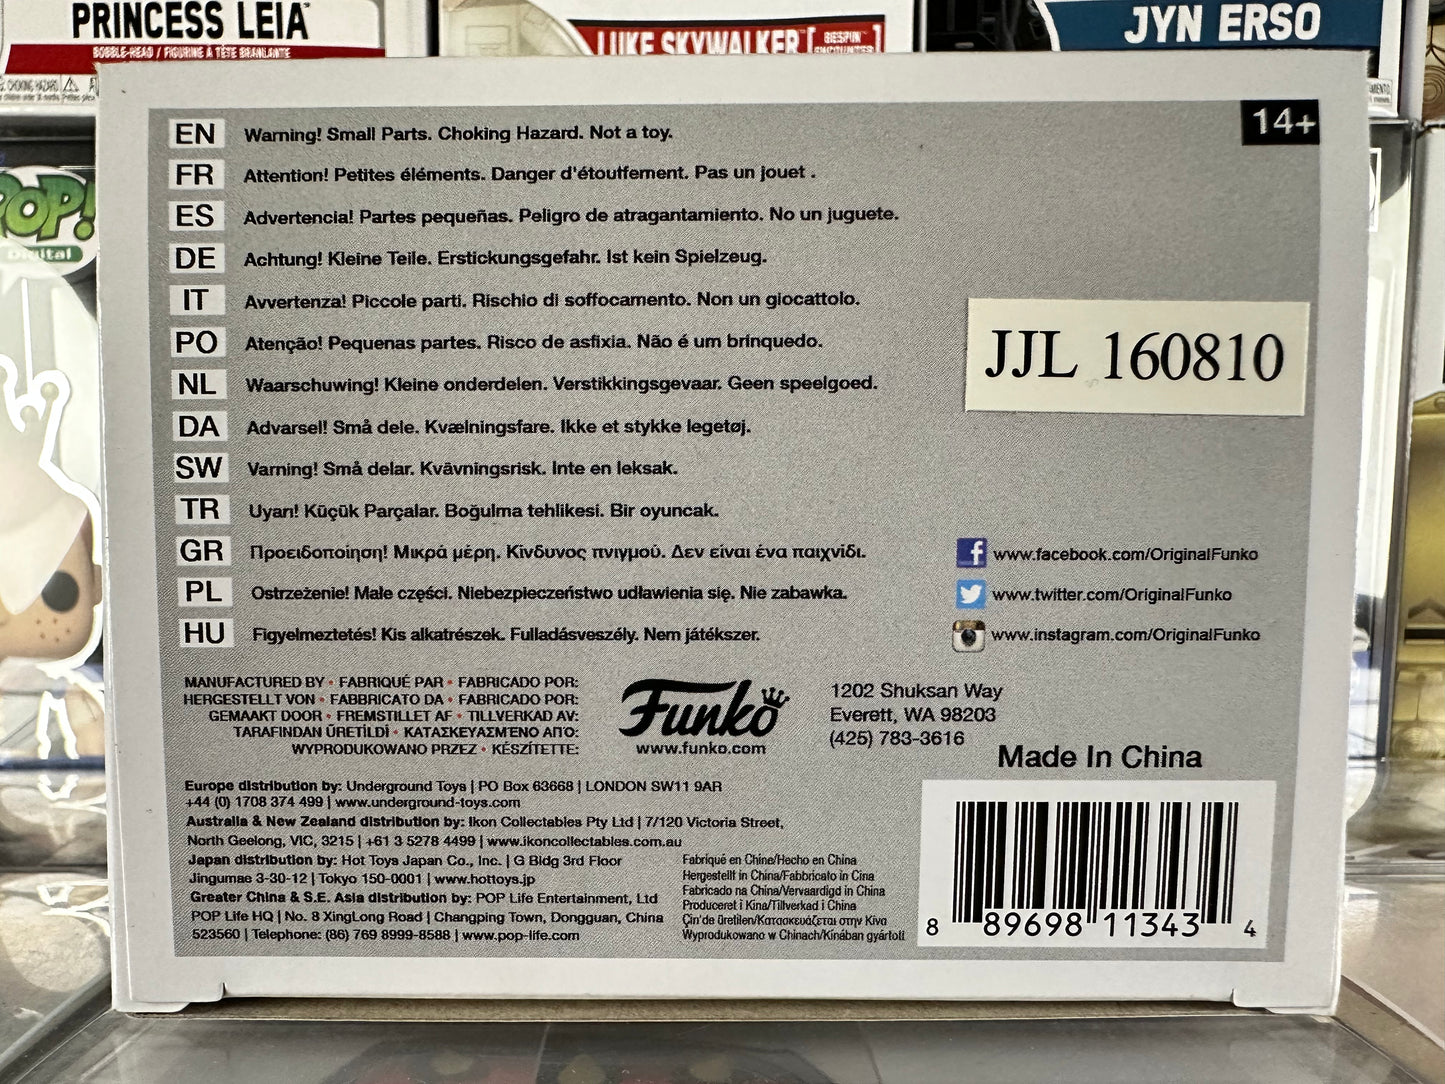 PRINCESS LEIA
BOBBLE-HEAD / FIGURINE À TÊTE BRANLANTE
LUKE SKYWALKER [BESPIN ENCOUNTER]
JYN ERSO
POP!
Digital
14+
EN Warning! Small Parts. Choking Hazard. Not a toy.
FR Attention! Petites éléments. Danger d'étouffement. Pas un jouet .
ES Advertencia! Partes pequeñas. Peligro de atragantamiento. No un juguete.
DE Achtung! Kleine Teile. Erstickungsgefahr. Ist kein Spielzeug.
IT Avvertenza! Piccole parti. Rischio di soffocamento. Non un giocattolo.
PO Atenção! Pequenas partes. Risco de asfixia. Não é um brinquedo.
NL Waarschuwing! Kleine onderdelen. Verstikkingsgevaar. Geen speelgoed.
DA Advarsel! Små dele. Kvælningsfare. Ikke et stykke legetøj.
SW Varning! Små delar. Kvävningsrisk. Inte en leksak.
TR Uyarı! Küçük Parçalar. Boğulma tehlikesi. Bir oyuncak.
GR Προειδοποίηση! Μικρά μέρη. Κίνδυνος πνιγμού. Δεν είναι ένα παιχνίδι.
PL Ostrzeżenie! Małe części. Niebezpieczeństwo udławienia się. Nie zabawka.
HU Figyelmeztetés! Kis alkatrészek. Fulladásveszély. Nem játékszer.
JJL 160810
www.facebook.com/OriginalFunko
www.twitter.com/OriginalFunko
www.instagram.com/OriginalFunko
MANUFACTURED BY • FABRIQUÉ PAR • FABRICADO POR:
HERGESTELLT VON • FABBRICATO DA • FABRICADO POR:
GEMAAKT DOOR • FREMSTILLET AF • TILLVERKAD AV:
TARAFINDAN ÜRETİLDİ • ΚΑΤΑΣΚΕΥΑΣΜΈΝΟ ΑΠΌ:
WYPRODUKOWANO PRZEZ • KÉSZÍTETTE:
Funko
www.funko.com
1202 Shuksan Way
Everett, WA 98203
(425) 783-3616
Made In China
Europe distribution by: Underground Toys | PO Box 63668 | LONDON SW11 9AR
+44 (0) 1708 374 499 | www.underground-toys.com
Australia & New Zealand distribution by: Ikon Collectables Pty Ltd | 7/120 Victoria Street,
North Geelong, VIC, 3215 | +61 3 5278 4499 | www.ikoncollectables.com.au
Japan distribution by: Hot Toys Japan Co., Inc. | G Bldg 3rd Floor
Jingumae 3-30-12 | Tokyo 150-0001 | www.hottoys.jp
Greater China & S.E. Asia distribution by: POP Life Entertainment, Ltd
POP Life HQ | No. 8 XingLong Road | Changping Town, Dongguan, China
523560 | Telephone: (86) 769 8999-8588 | www.pop-life.com
Fabriqué en Chine/Hecho en China
Hergestellt in China/Fabbricato in Cina
Fabricado na China/Vervaardigd in China
Produceret i Kina/Tillverkad i China
Çin'de üretilen/Κατασκευάζεται στην Κίνα
Wyprodukowano w Chinach/Kínában gyártott
8 89698 11343 4